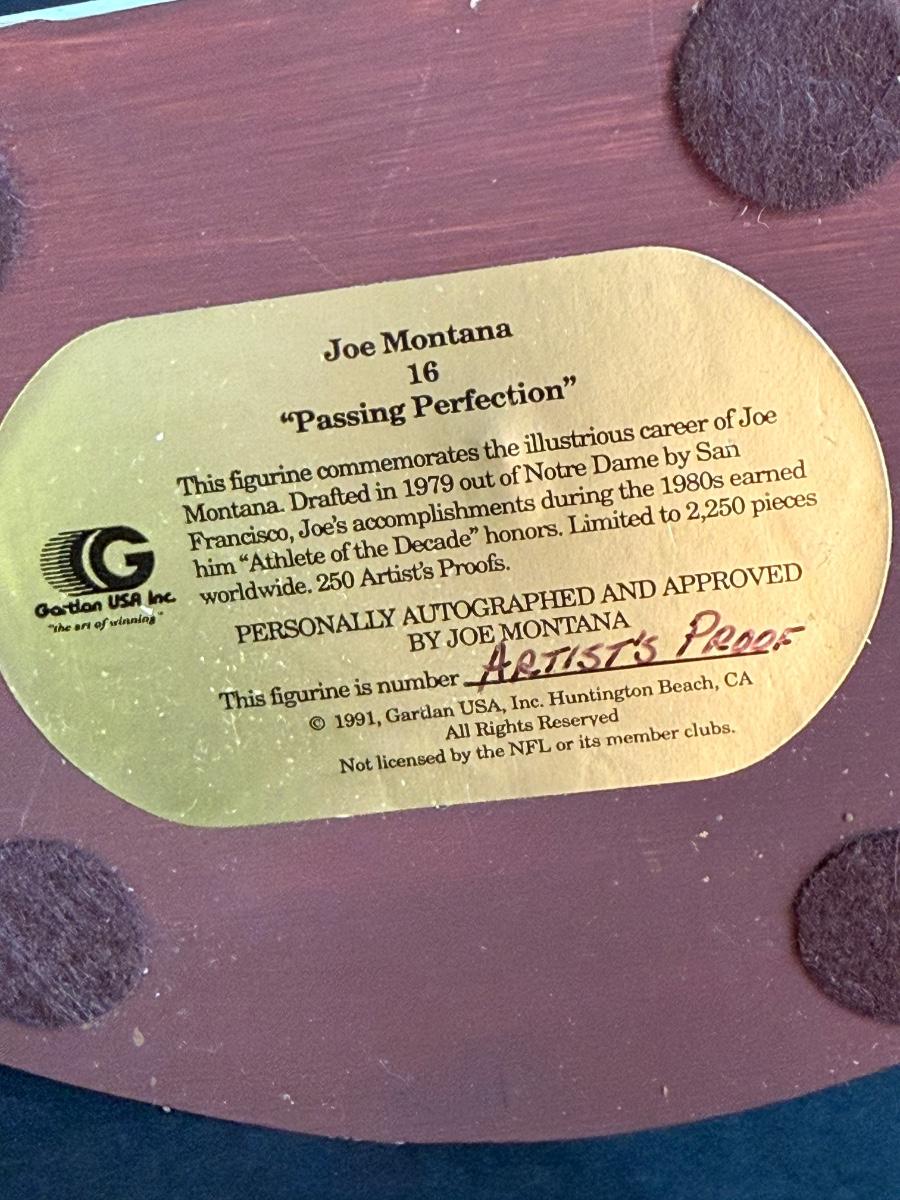 Joe Montana
16
“Passing Perfection”
This figurine commemorates the illustrious career of Joe
Montana. Drafted in 1979 out of Notre Dame by San
Francisco, Joe's accomplishments during the 1980s earned
him “Athlete of the Decade” honors. Limited to 2,250 pieces
worldwide. 250 Artist's Proofs.
G
Gartlan USA Inc.
"the art of winning"
PERSONALLY AUTOGRAPHED AND APPROVED
BY JOE MONTANA
This figurine is number ARTIST'S PROOF
© 1991, Gartlan USA, Inc. Huntington Beach, CA
All Rights Reserved
Not licensed by the NFL or its member clubs.